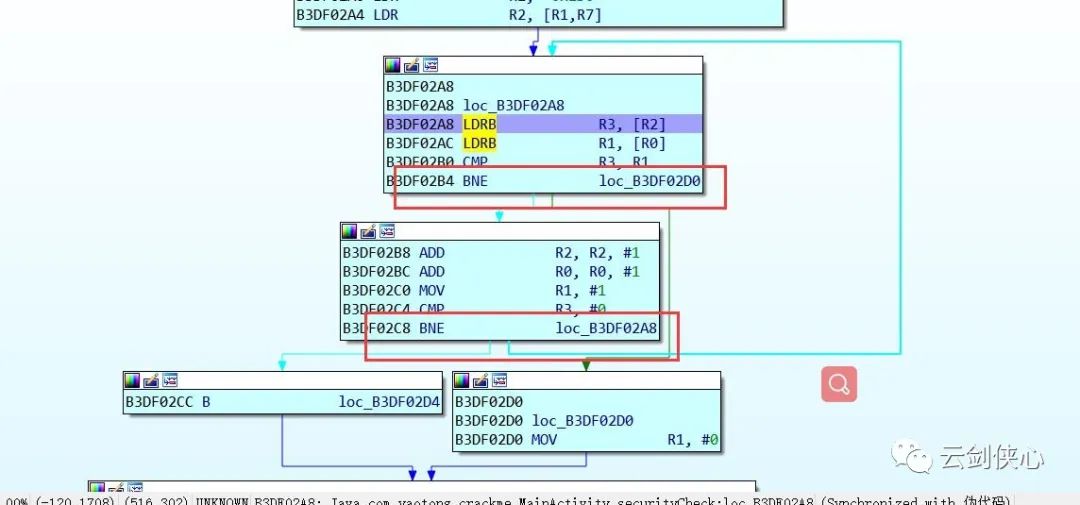 B3DF02A4 LDR R2, [R1,R7]
B3DF02A8
B3DF02A8 loc_B3DF02A8
B3DF02A8 LDRB R3, [R2]
B3DF02AC LDRB R1, [R0]
B3DF02B0 CMP R3, R1
B3DF02B4 BNE loc_B3DF02D0
B3DF02B8 ADD R2, R2, #1
B3DF02BC ADD R0, R0, #1
B3DF02C0 MOV R1, #1
B3DF02C4 CMP R3, #0
B3DF02C8 BNE loc_B3DF02A8
B3DF02CC B loc_B3DF02D4
B3DF02D0
B3DF02D0 loc_B3DF02D0
B3DF02D0 MOV R1, #0
云剑侠心
00% (-120,1708) (516,302) UNKNOWN B3DF02A8: Java_com_yaotong_crackme_MainActivity_securityCheck:loc_B3DF02A8 (Synchronized with 伪代码)